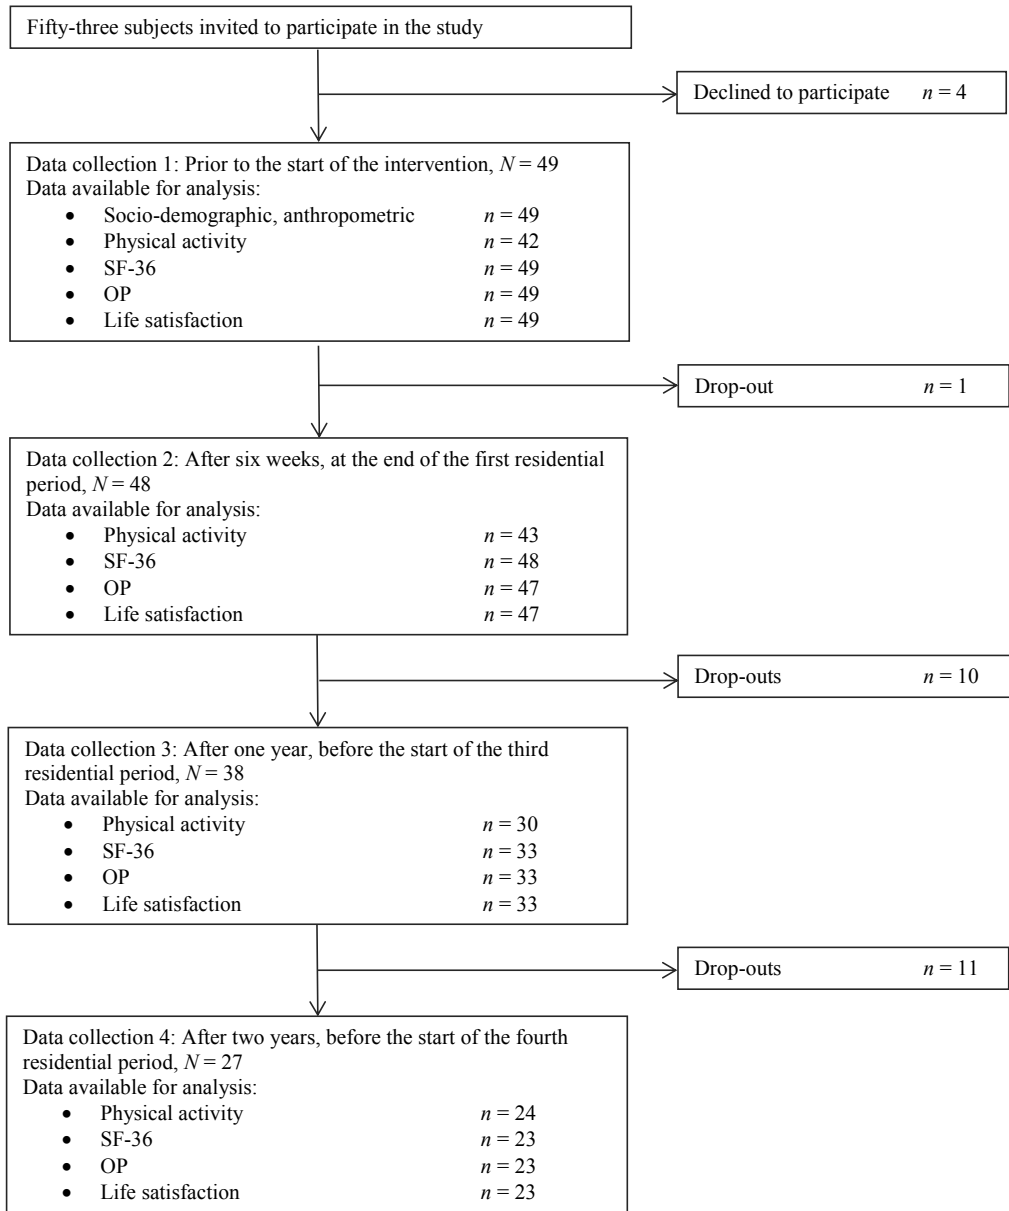 Fifty-three subjects invited to participate in the study
Declined to participate n = 4
Data collection 1: Prior to the start of the intervention, N = 49
Data available for analysis:
• Socio-demographic, anthropometric n = 49
• Physical activity n = 42
• SF-36 n = 49
• OP n = 49
• Life satisfaction n = 49
Drop-out n = 1
Data collection 2: After six weeks, at the end of the first residential
period, N = 48
Data available for analysis:
• Physical activity n = 43
• SF-36 n = 48
• OP n = 47
• Life satisfaction n = 47
Drop-outs n = 10
Data collection 3: After one year, before the start of the third
residential period, N = 38
Data available for analysis:
• Physical activity n = 30
• SF-36 n = 33
• OP n = 33
• Life satisfaction n = 33
Drop-outs n = 11
Data collection 4: After two years, before the start of the fourth
residential period, N = 27
Data available for analysis:
• Physical activity n = 24
• SF-36 n = 23
• OP n = 23
• Life satisfaction n = 23